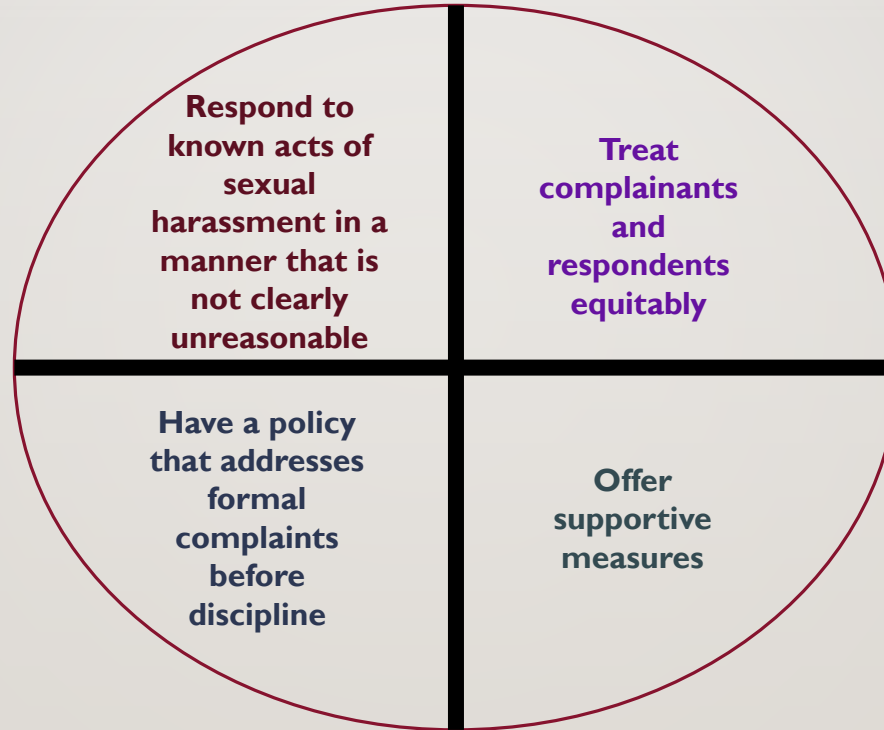 Respond to
known acts of
sexual
harassment in a
manner that is
not clearly
unreasonable
Treat
complainants
and
respondents
equitably
Have a policy
that addresses
formal
complaints
before
discipline
Offer
supportive
measures